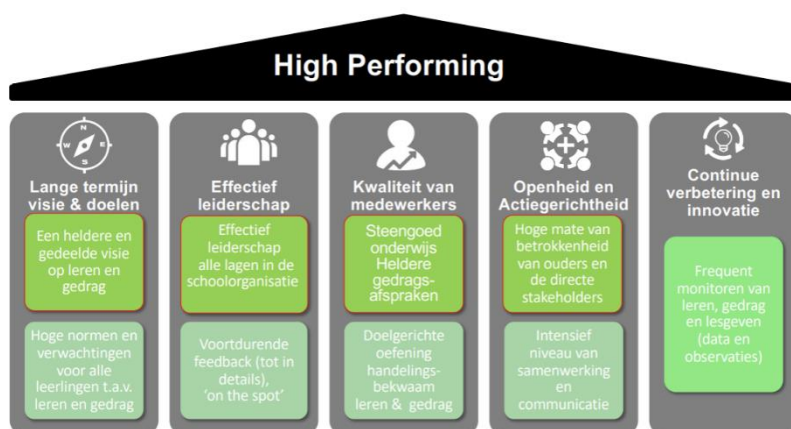 High Performing
N
W
E
S
Lange termijn
visie & doelen
Een heldere en
gedeelde visie
op leren en
gedrag
Hoge normen en
verwachtingen
voor alle
leerlingen t.a.v.
leren en gedrag
Effectief
leiderschap
Effectief
leiderschap
alle lagen in de
schoolorganisatie
Voortdurende
feedback (tot in
details),
'on the spot'
Kwaliteit van
medewerkers
Steengoed
onderwijs
Heldere
gedrags-
afspraken
Doelgerichte
oefening
handelings-
bekwaam
leren & gedrag
Openheid en
Actiegerichtheid
Hoge mate van
betrokkenheid
van ouders en
de directe
stakeholders
Intensief
niveau van
samenwerking
en
communicatie
Continue
verbetering en
innovatie
Frequent
monitoren van
leren, gedrag
en lesgeven
(data en
observaties)